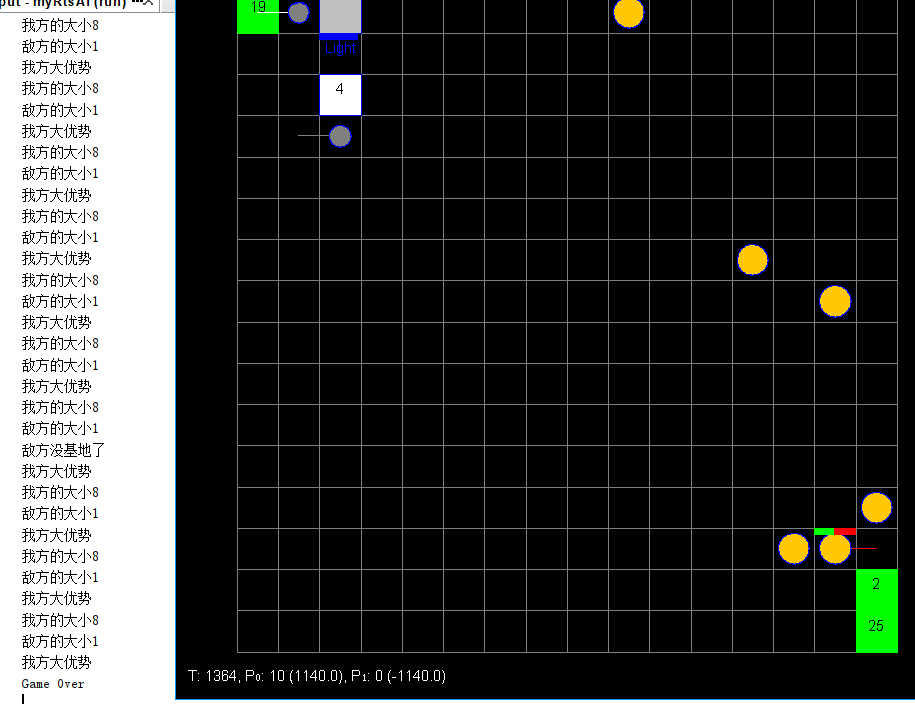 put - myRtsAI (run)
我方的大小8
敌方的大小1
我方大优势
我方的大小8
敌方的大小1
我方大优势
我方的大小8
敌方的大小1
我方大优势
我方的大小8
敌方的大小1
我方大优势
我方的大小8
敌方的大小1
我方大优势
我方的大小8
敌方的大小1
我方大优势
我方的大小8
敌方的大小1
敌方没基地了
我方大优势
我方的大小8
敌方的大小1
我方大优势
我方的大小8
敌方的大小1
我方大优势
我方的大小8
敌方的大小1
我方大优势
Game Over
19
Light
4
2
25
T: 1364, P₀: 10 (1140.0), P₁: 0 (-1140.0)